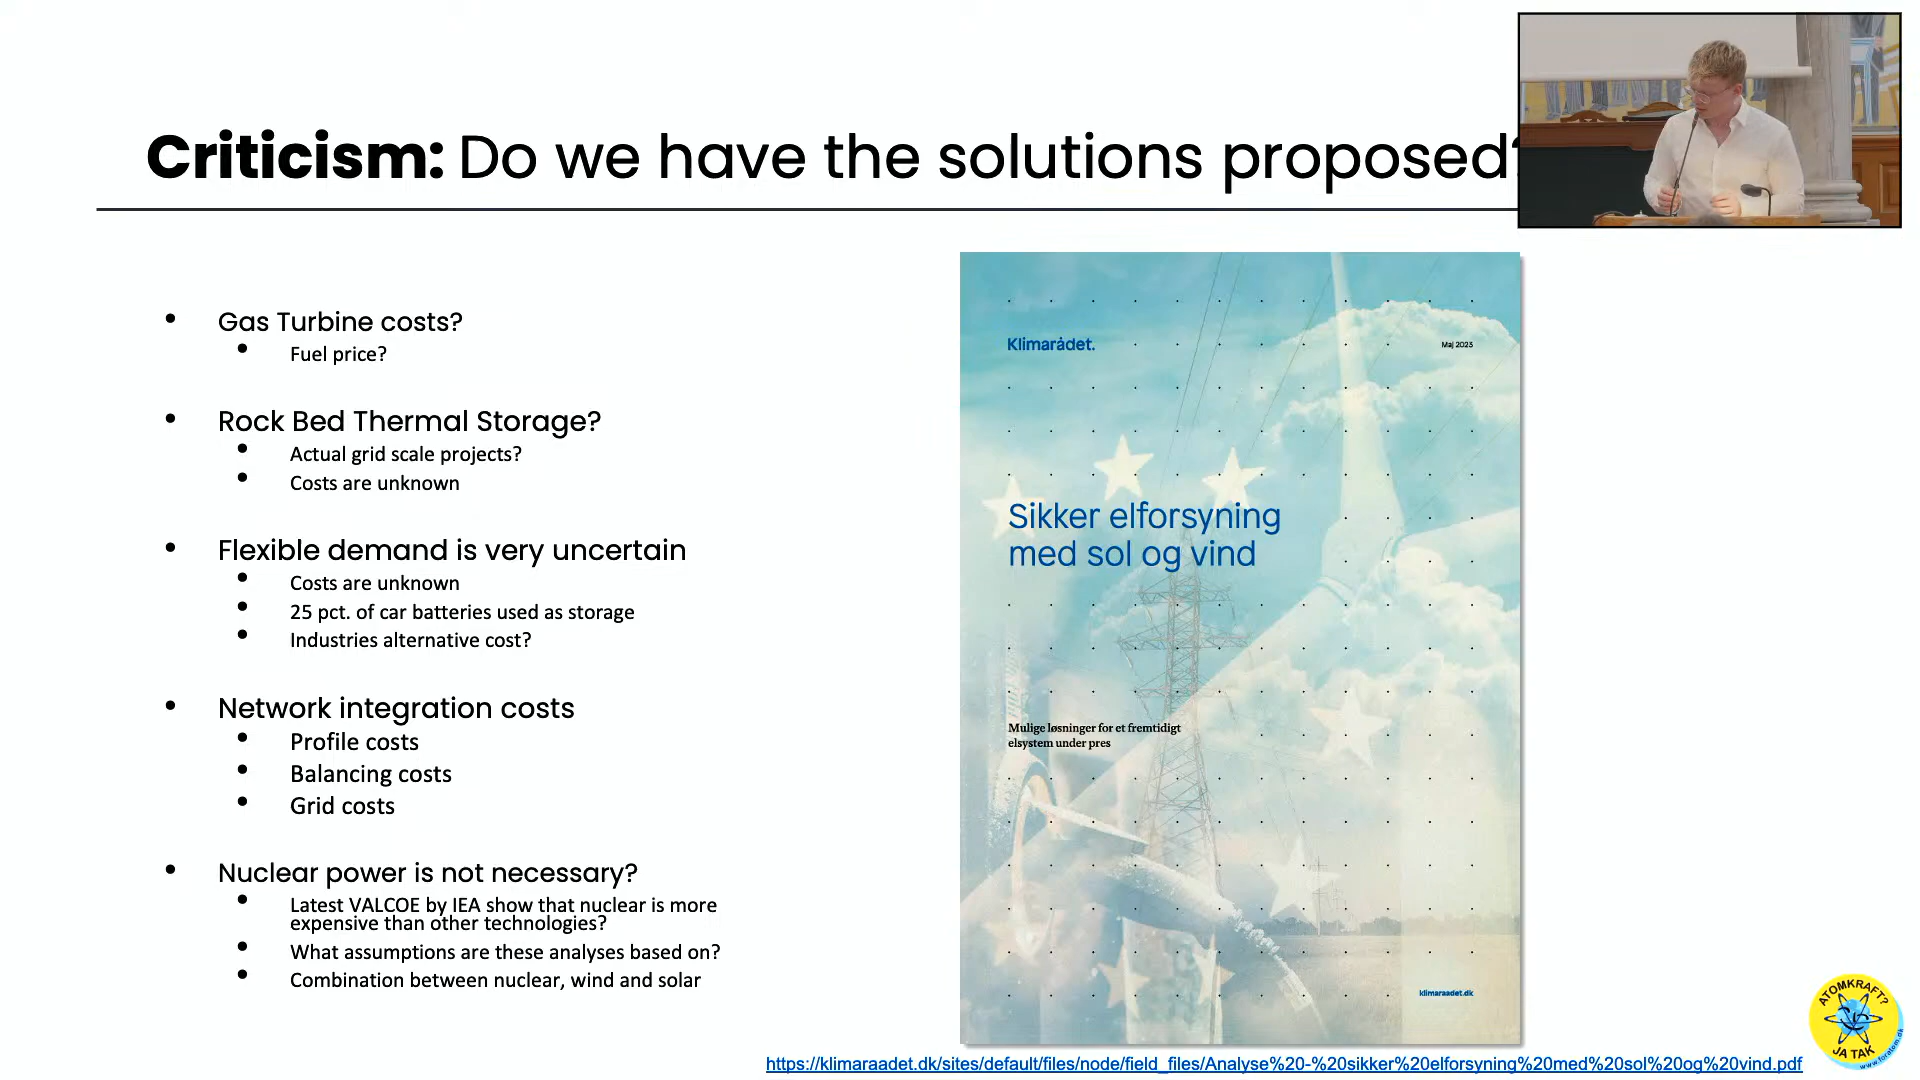 Criticism: Do we have the solutions proposed?
• Gas Turbine costs?
• Fuel price?
• Rock Bed Thermal Storage?
• Actual grid scale projects?
• Costs are unknown
• Flexible demand is very uncertain
• Costs are unknown
• 25 pct. of car batteries used as storage
• Industries alternative cost?
• Network integration costs
• Profile costs
• Balancing costs
• Grid costs
• Nuclear power is not necessary?
• Latest VALCOE by IEA show that nuclear is more
expensive than other technologies?
• What assumptions are these analyses based on?
• Combination between nuclear, wind and solar
Klimarådet.
Maj 2023
Sikker elforsyning
med sol og vind
Mulige løsninger for et fremtidigt
elsystem under pres
klimaraadet.dk
https://klimaraadet.dk/sites/default/files/node/field_files/Analyse%20-%20sikker%20elforsyning%20med%20sol%20og%20vind.pdf
ATOMKRAFT?
JA TAK
www.foratom.dk